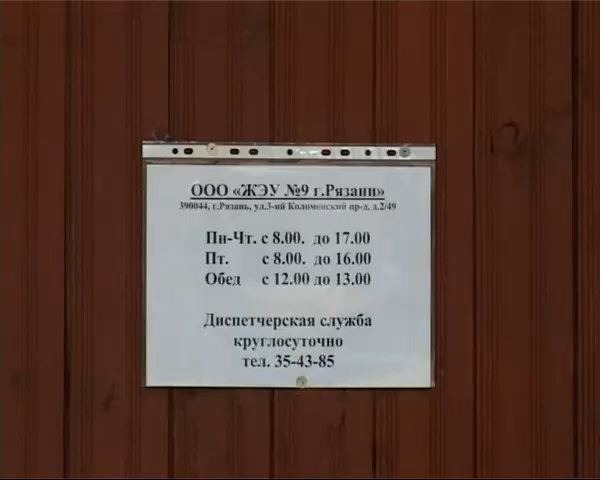 ООО «ЖЭУ №9 г.Рязани»
390044, г.Рязань, ул.3-ий Коломенский пр-д, д.2/49
Пн-Чт. с 8.00. до 17.00
Пт. с 8.00. до 16.00
Обед с 12.00 до 13.00
Диспетчерская служба
круглосуточно
тел. 35-43-85